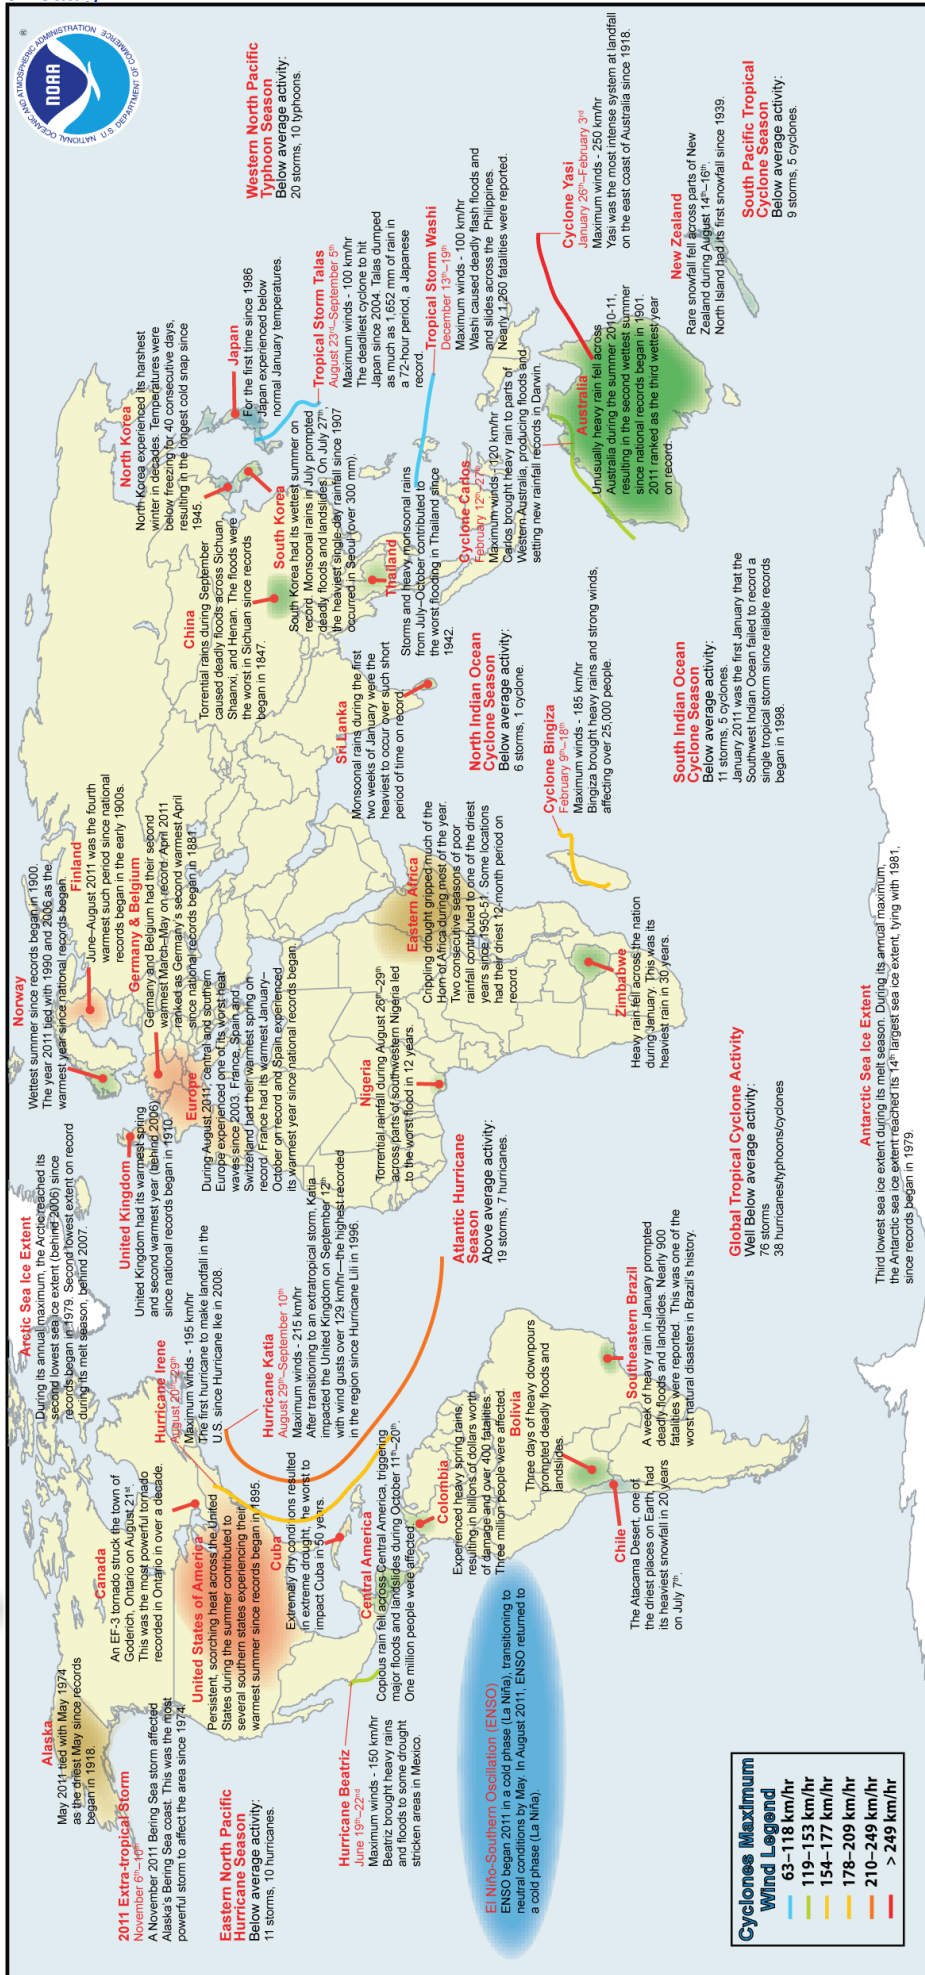 NATIONAL OCEANIC AND ATMOSPHERIC ADMINISTRATION
U.S. DEPARTMENT OF COMMERCE
NOAA
®
Alaska
May 2011 tied with May 1974
as the driest May since records
began in 1918.
2011 Extra-tropical Storm
November 6th–10th
A November 2011 Bering Sea storm affected
Alaska's Bering Sea coast. This was the most
powerful storm to affect the area since 1974.
Eastern North Pacific
Hurricane Season
Below average activity:
11 storms, 10 hurricanes.
Canada
An EF-3 tornado struck the town of
Goderich, Ontario on August 21st.
This was the most powerful tornado
recorded in Ontario in over a decade.
United States of America
Persistent, scorching heat across the United
States during the summer contributed to
several southern states experiencing their
warmest summer since records began in 1895.
Hurricane Beatriz
June 19th–22nd
Maximum winds - 150 km/hr
Beatriz brought heavy rains
and floods to some drought
stricken areas in Mexico.
Cuba
Extremely dry conditions resulted
in extreme drought, the worst to
impact Cuba in 50 years.
Central America
Copious rain fell across Central America, triggering
major floods and landslides during October 11th–20th.
One million people were affected.
El Niño-Southern Oscillation (ENSO)
ENSO began 2011 in a cold phase (La Niña), transitioning to
neutral conditions by May. In August 2011, ENSO returned to
a cold phase (La Niña).
Colombia
Experienced heavy spring rains,
resulting in billions of dollars worth
of damage and over 400 fatalities.
Three million people were affected.
Bolivia
Three days of heavy downpours
prompted deadly floods and
landslides.
Chile
The Atacama Desert, one of
the driest places on Earth, had
its heaviest snowfall in 20 years
on July 7th.
Southeastern Brazil
A week of heavy rain in January prompted
deadly floods and landslides. Nearly 900
fatalities were reported. This was one of the
worst natural disasters in Brazil's history.
Cyclones Maximum
Wind Legend
63–118 km/hr
119–153 km/hr
154–177 km/hr
178–209 km/hr
210–249 km/hr
> 249 km/hr
Arctic Sea Ice Extent
During its annual maximum, the Arctic reached its
second lowest sea ice extent (behind 2006) since
records began in 1979. Second lowest extent on record
during its melt season, behind 2007.
Hurricane Irene
August 20th–29th
Maximum winds - 195 km/hr
The first hurricane to make landfall in the
U.S. since Hurricane Ike in 2008.
Hurricane Katia
August 29th–September 10th
Maximum winds - 215 km/hr
After transitioning to an extratropical storm, Katia
impacted the United Kingdom on September 12th
with wind gusts over 129 km/hr—the highest recorded
in the region since Hurricane Lili in 1996.
Atlantic Hurricane
Season
Above average activity:
19 storms, 7 hurricanes.
Global Tropical Cyclone Activity
Well Below average activity:
76 storms
38 hurricanes/typhoons/cyclones
Norway
Wettest summer since records began in 1900.
The year 2011 tied with 1990 and 2006 as the
warmest year since national records began.
Finland
June–August 2011 was the fourth
warmest such period since national
records began in the early 1900s.
United Kingdom
United Kingdom had its warmest spring
and second warmest year (behind 2006)
since national records began in 1910.
Germany & Belgium
Germany and Belgium had their second
warmest March–May on record. April 2011
ranked as Germany's second warmest April
since national records began in 1881.
Europe
During August 2011, central and southern
Europe experienced one of its worst heat
waves since 2003. France, Spain and
Switzerland had their warmest spring on
record. France had its warmest January–
October on record and Spain experienced
its warmest year since national records began.
Nigeria
Torrential rainfall during August 26th–29th
across parts of southwestern Nigeria led
to the worst flood in 12 years.
Eastern Africa
Crippling drought gripped much of the
Horn of Africa during most of the year.
Two consecutive seasons of poor
rainfall contributed to one of the driest
years since 1950-51. Some locations
had their driest 12-month period on
record.
Zimbabwe
Heavy rain fell across the nation
during January. This was its
heaviest rain in 30 years.
Cyclone Bingiza
February 9th–18th
Maximum winds - 185 km/hr
Bingiza brought heavy rains and strong winds,
affecting over 25,000 people.
Antarctic Sea Ice Extent
Third lowest sea ice extent during its melt season. During its annual maximum,
the Antarctic sea ice extent reached its 14th largest sea ice extent, tying with 1981,
since records began in 1979.
China
Torrential rains during September
caused deadly floods across Sichuan,
Shaanxi, and Henan. The floods were
the worst in Sichuan since records
began in 1847.
North Korea
North Korea experienced its harshest
winter in decades. Temperatures were
below freezing for 40 consecutive days,
resulting in the longest cold snap since
1945.
South Korea
South Korea had its wettest summer on
record. Monsoonal rains in July prompted
deadly floods and landslides. On July 27th,
the heaviest single-day rainfall since 1907
occurred in Seoul (over 300 mm).
Japan
For the first time since 1986
Japan experienced below
normal January temperatures.
Western North Pacific
Typhoon Season
Below average activity:
20 storms, 10 typhoons.
Tropical Storm Talas
August 23rd–September 5th
Maximum winds - 100 km/hr
The deadliest cyclone to hit
Japan since 2004. Talas dumped
as much as 1,652 mm of rain in
a 72-hour period, a Japanese
record.
Tropical Storm Washi
December 13th–19th
Maximum winds - 100 km/hr
Washi caused deadly flash floods and
and slides across the Philippines.
Nearly 1,260 fatalities were reported.
Sri Lanka
Monsoonal rains during the first
two weeks of January were the
heaviest to occur over such short
period of time on record.
Thailand
Storms and heavy monsoonal rains
from July–October contributed to
the worst flooding in Thailand since
1942.
North Indian Ocean
Cyclone Season
Below average activity:
6 storms, 1 cyclone.
Cyclone Carlos
February 12th–27th
Maximum winds - 120 km/hr
Carlos brought heavy rain to parts of
Western Australia, producing floods and
setting new rainfall records in Darwin.
Cyclone Yasi
January 26th–February 3rd
Maximum winds - 250 km/hr
Yasi was the most intense system at landfall
on the east coast of Australia since 1918.
Australia
Unusually heavy rain fell across
Australia during the summer 2010-11,
resulting in the second wettest summer
since national records began in 1901.
2011 ranked as the third wettest year
on record.
South Indian Ocean
Cyclone Season
Below average activity:
11 storms, 5 cyclones.
January 2011 was the first January that the
Southwest Indian Ocean failed to record a
single tropical storm since reliable records
began in 1998.
New Zealand
Rare snowfall fell across parts of New
Zealand during August 14th–16th.
North Island had its first snowfall since 1939.
South Pacific Tropical
Cyclone Season
Below average activity:
9 storms, 5 cyclones.